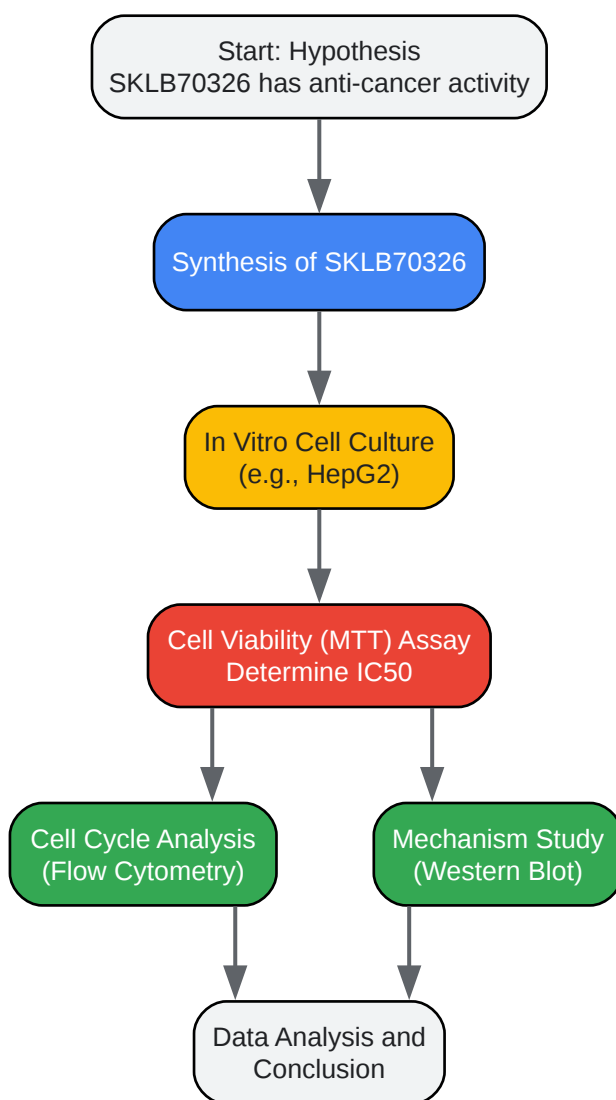 Start: Hypothesis
SKLB70326 has anti-cancer activity
Synthesis of SKLB70326
In Vitro Cell Culture
(e.g., HepG2)
Cell Viability (MTT) Assay
Determine IC50
Cell Cycle Analysis
(Flow Cytometry)
Mechanism Study
(Western Blot)
Data Analysis and
Conclusion